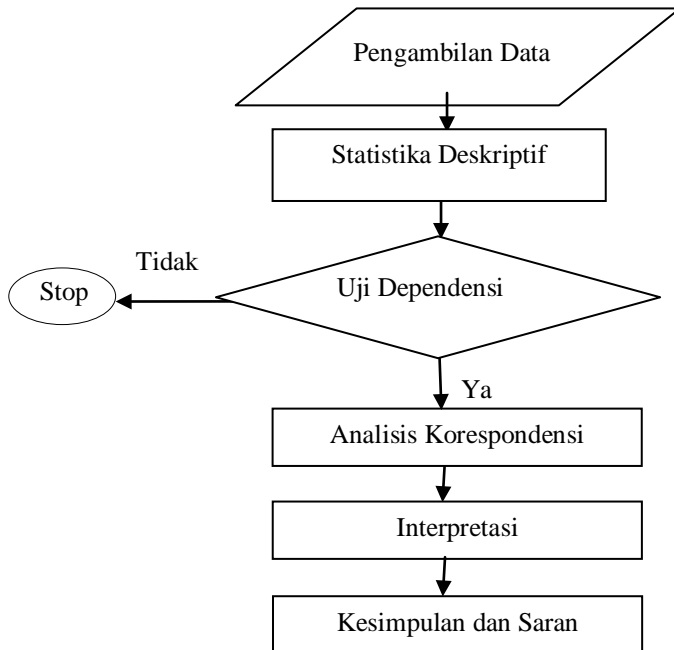 Pengambilan Data
Statistika Deskriptif
Tidak
Stop
Uji Dependensi
Ya
Analisis Korespondensi
Interpretasi
Kesimpulan dan Saran